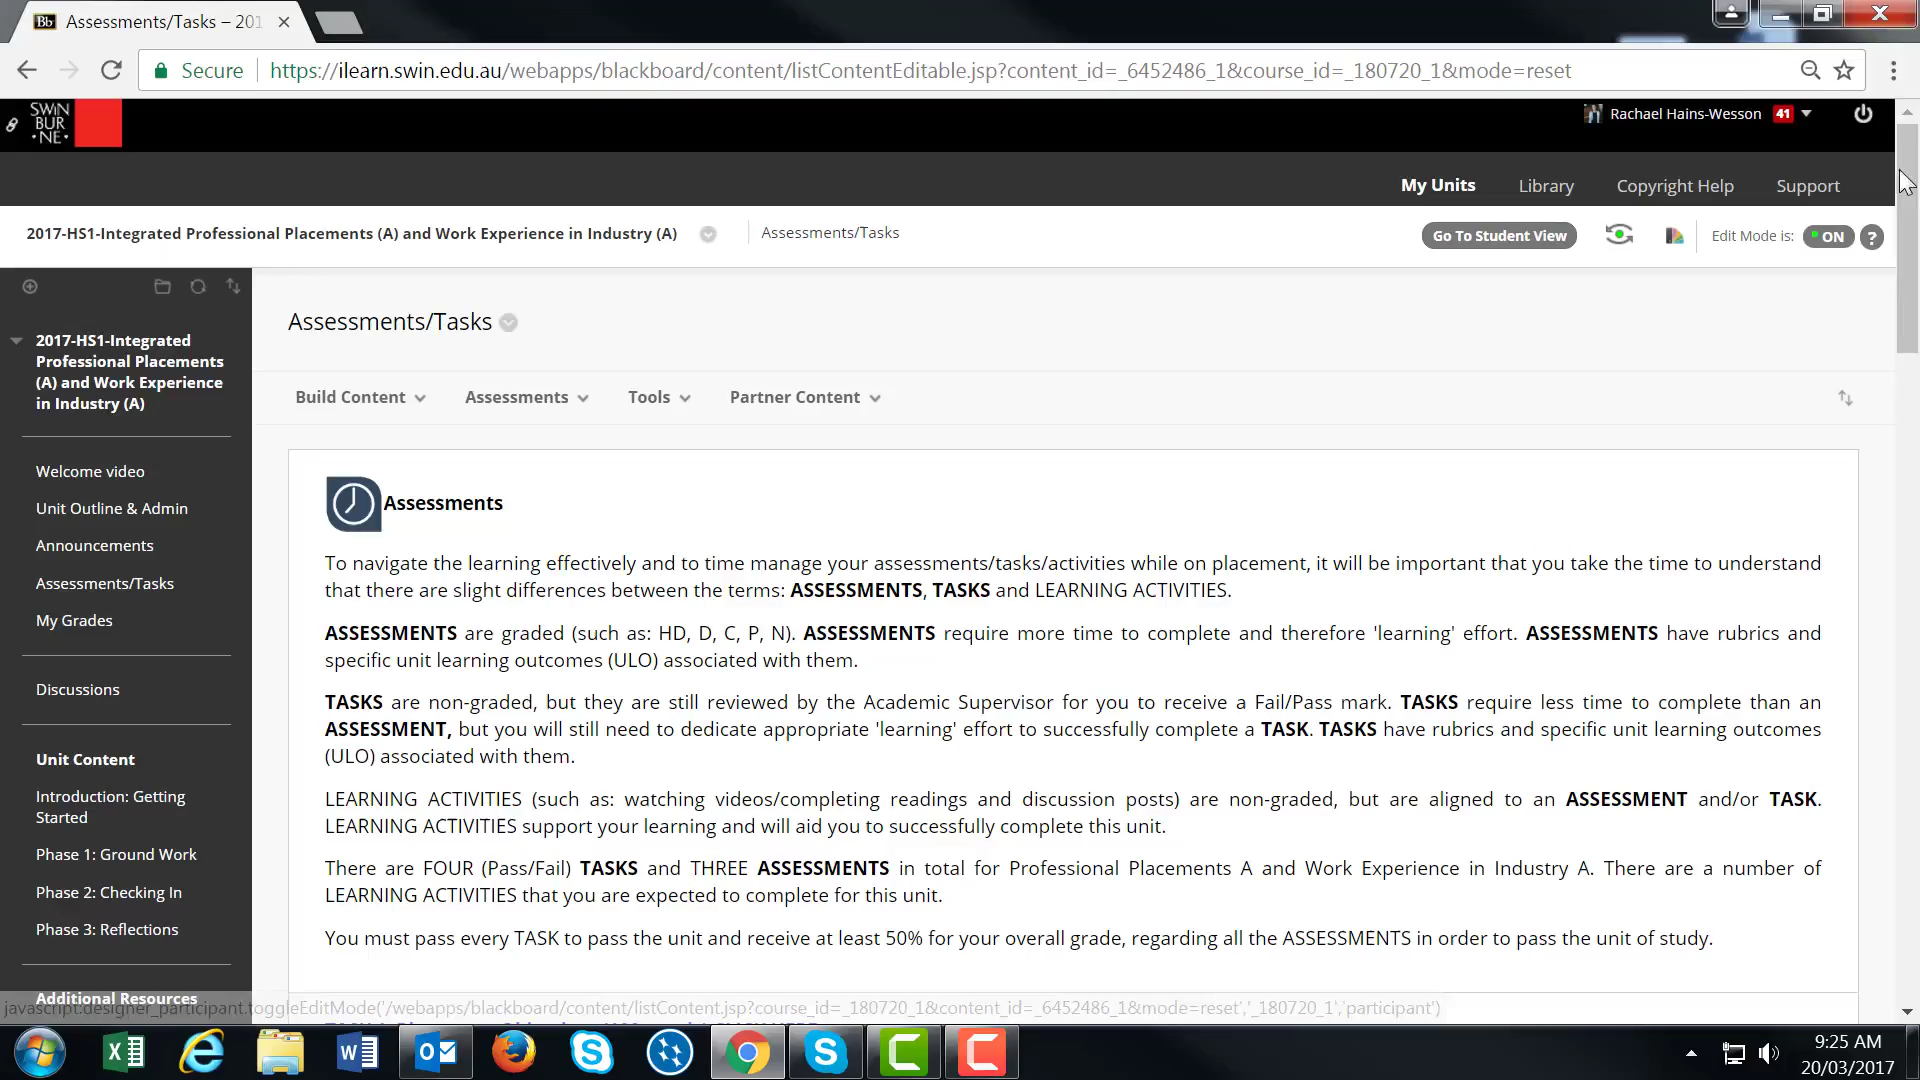 Bb Assessments/Tasks – 201
Secure https://ilearn.swin.edu.au/webapps/blackboard/content/listContentEditable.jsp?content_id=_6452486_1&course_id=_180720_1&mode=reset
SWIN
BUR
•NE•
Rachael Hains-Wesson 41
My Units Library Copyright Help Support
2017-HS1-Integrated Professional Placements (A) and Work Experience in Industry (A) Assessments/Tasks Go To Student View Edit Mode is: ON ?
2017-HS1-Integrated
Professional Placements
(A) and Work Experience
in Industry (A)
Welcome video
Unit Outline & Admin
Announcements
Assessments/Tasks
My Grades
Discussions
Unit Content
Introduction: Getting
Started
Phase 1: Ground Work
Phase 2: Checking In
Phase 3: Reflections
Additional Resources
Assessments/Tasks
Build Content Assessments Tools Partner Content
Assessments
To navigate the learning effectively and to time manage your assessments/tasks/activities while on placement, it will be important that you take the time to understand
that there are slight differences between the terms: ASSESSMENTS, TASKS and LEARNING ACTIVITIES.
ASSESSMENTS are graded (such as: HD, D, C, P, N). ASSESSMENTS require more time to complete and therefore 'learning' effort. ASSESSMENTS have rubrics and
specific unit learning outcomes (ULO) associated with them.
TASKS are non-graded, but they are still reviewed by the Academic Supervisor for you to receive a Fail/Pass mark. TASKS require less time to complete than an
ASSESSMENT, but you will still need to dedicate appropriate 'learning' effort to successfully complete a TASK. TASKS have rubrics and specific unit learning outcomes
(ULO) associated with them.
LEARNING ACTIVITIES (such as: watching videos/completing readings and discussion posts) are non-graded, but are aligned to an ASSESSMENT and/or TASK.
LEARNING ACTIVITIES support your learning and will aid you to successfully complete this unit.
There are FOUR (Pass/Fail) TASKS and THREE ASSESSMENTS in total for Professional Placements A and Work Experience in Industry A. There are a number of
LEARNING ACTIVITIES that you are expected to complete for this unit.
You must pass every TASK to pass the unit and receive at least 50% for your overall grade, regarding all the ASSESSMENTS in order to pass the unit of study.
javascript:designer_participant.toggleEditMode('/webapps/blackboard/content/listContent.jsp?course_id=_180720_1&content_id=_6452486_1&mode=reset','_180720_1','participant')
9:25 AM
20/03/2017